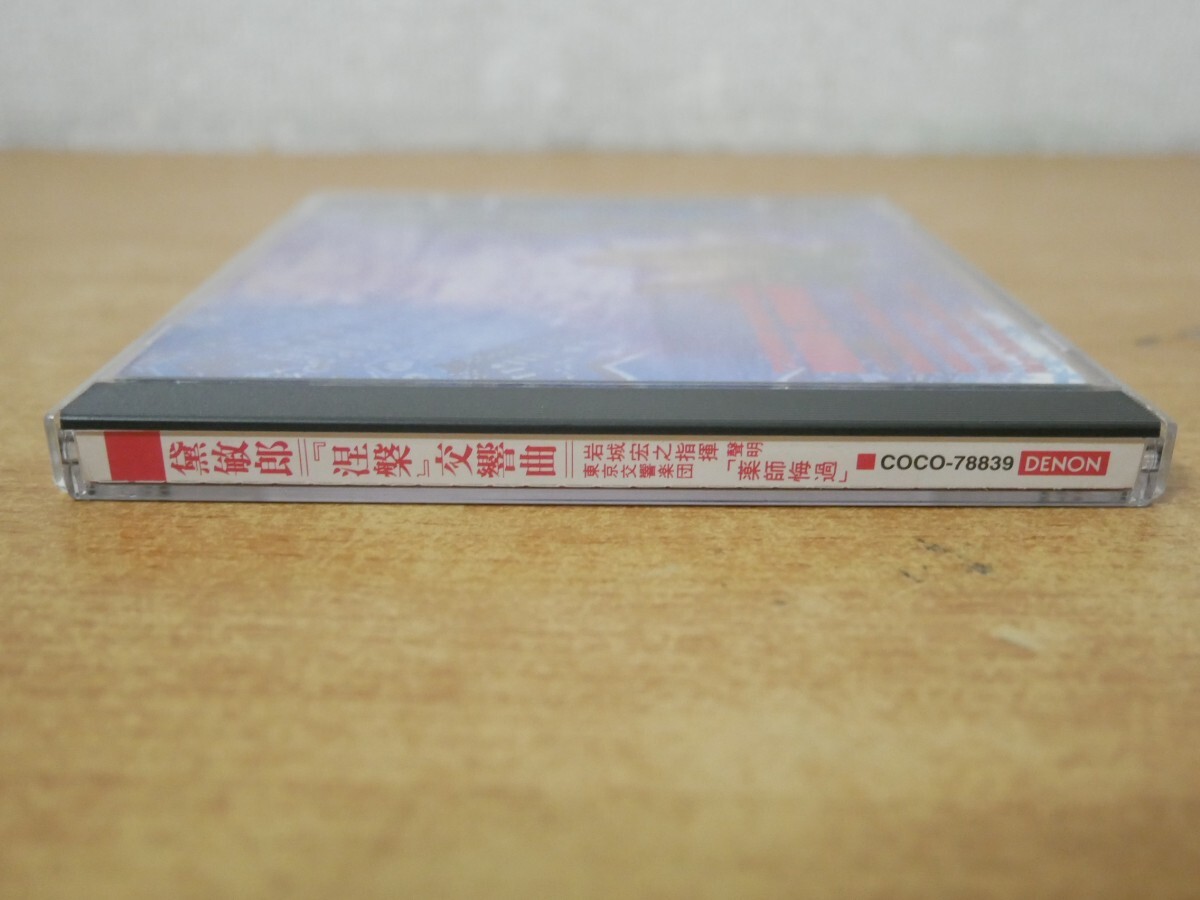 黛敏郎
『涅槃』交響曲
岩城宏之指揮
東京交響楽団
聲明
「薬師悔過」
COCO-78839
DENON